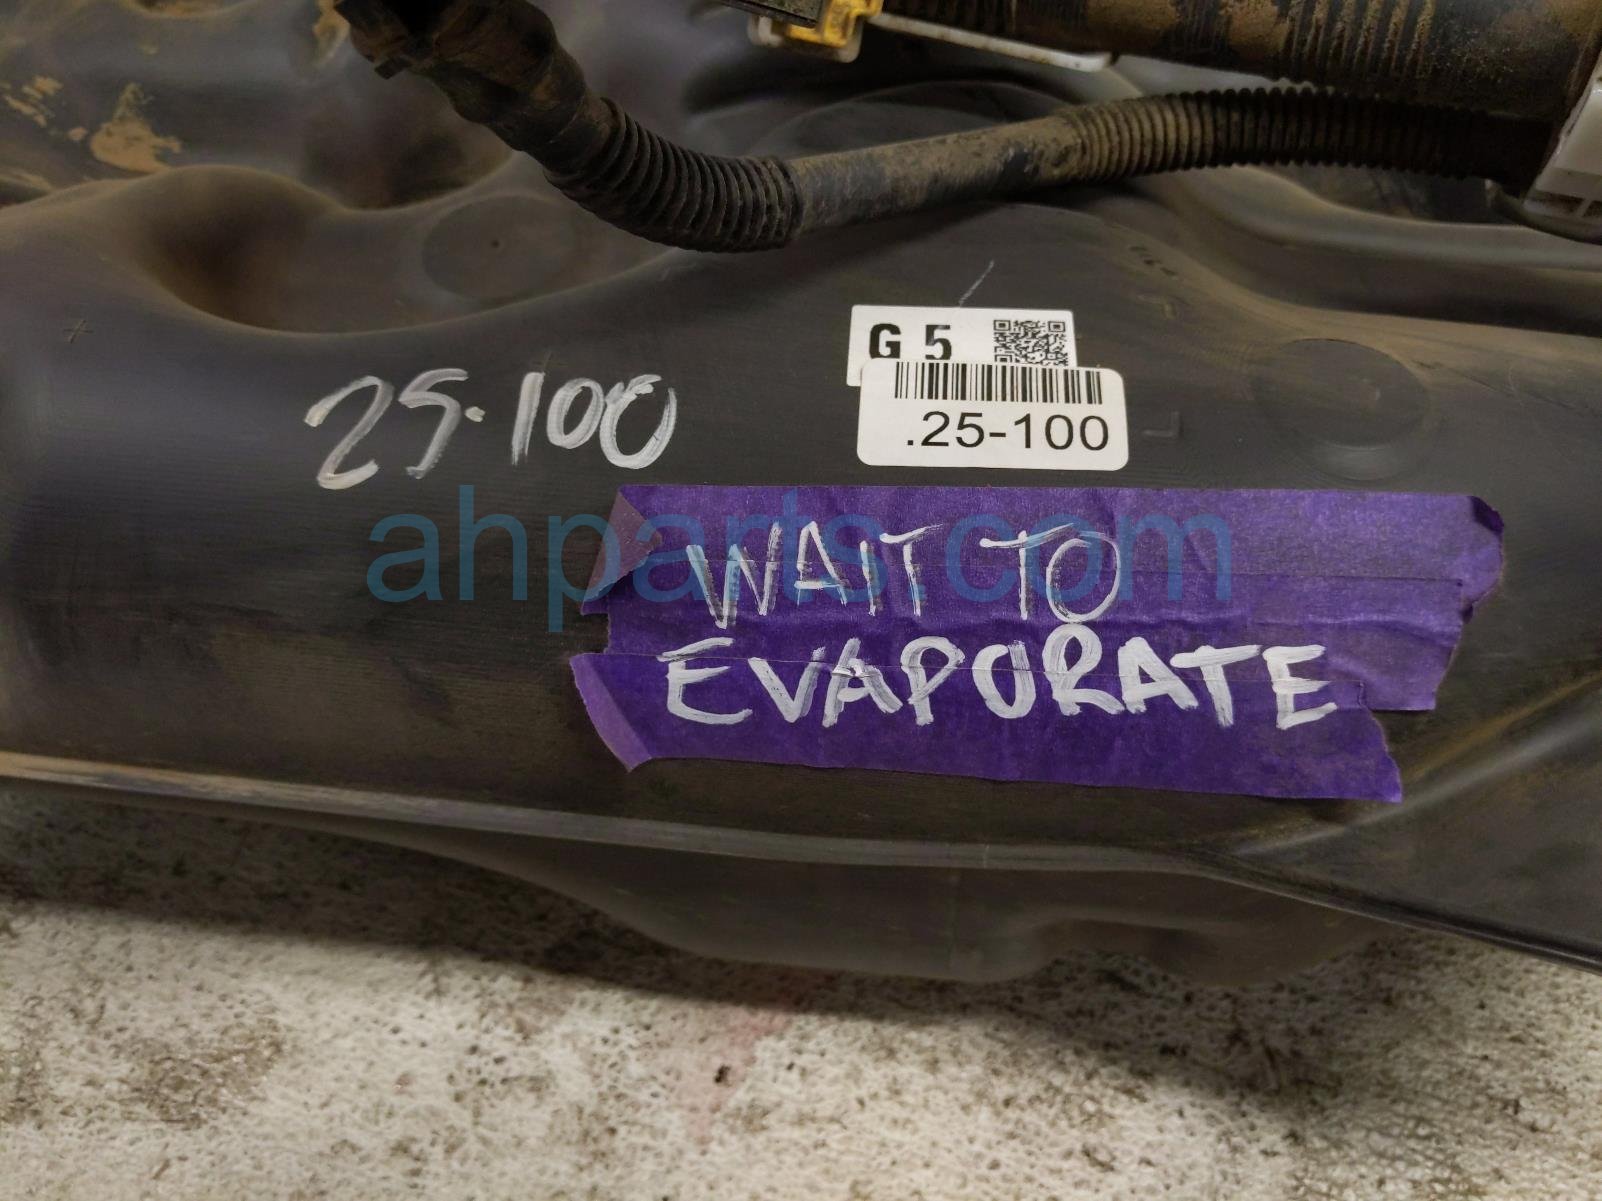 G 5
25-100
.25-100
ahparts.com
WAIT TO
EVAPORATE